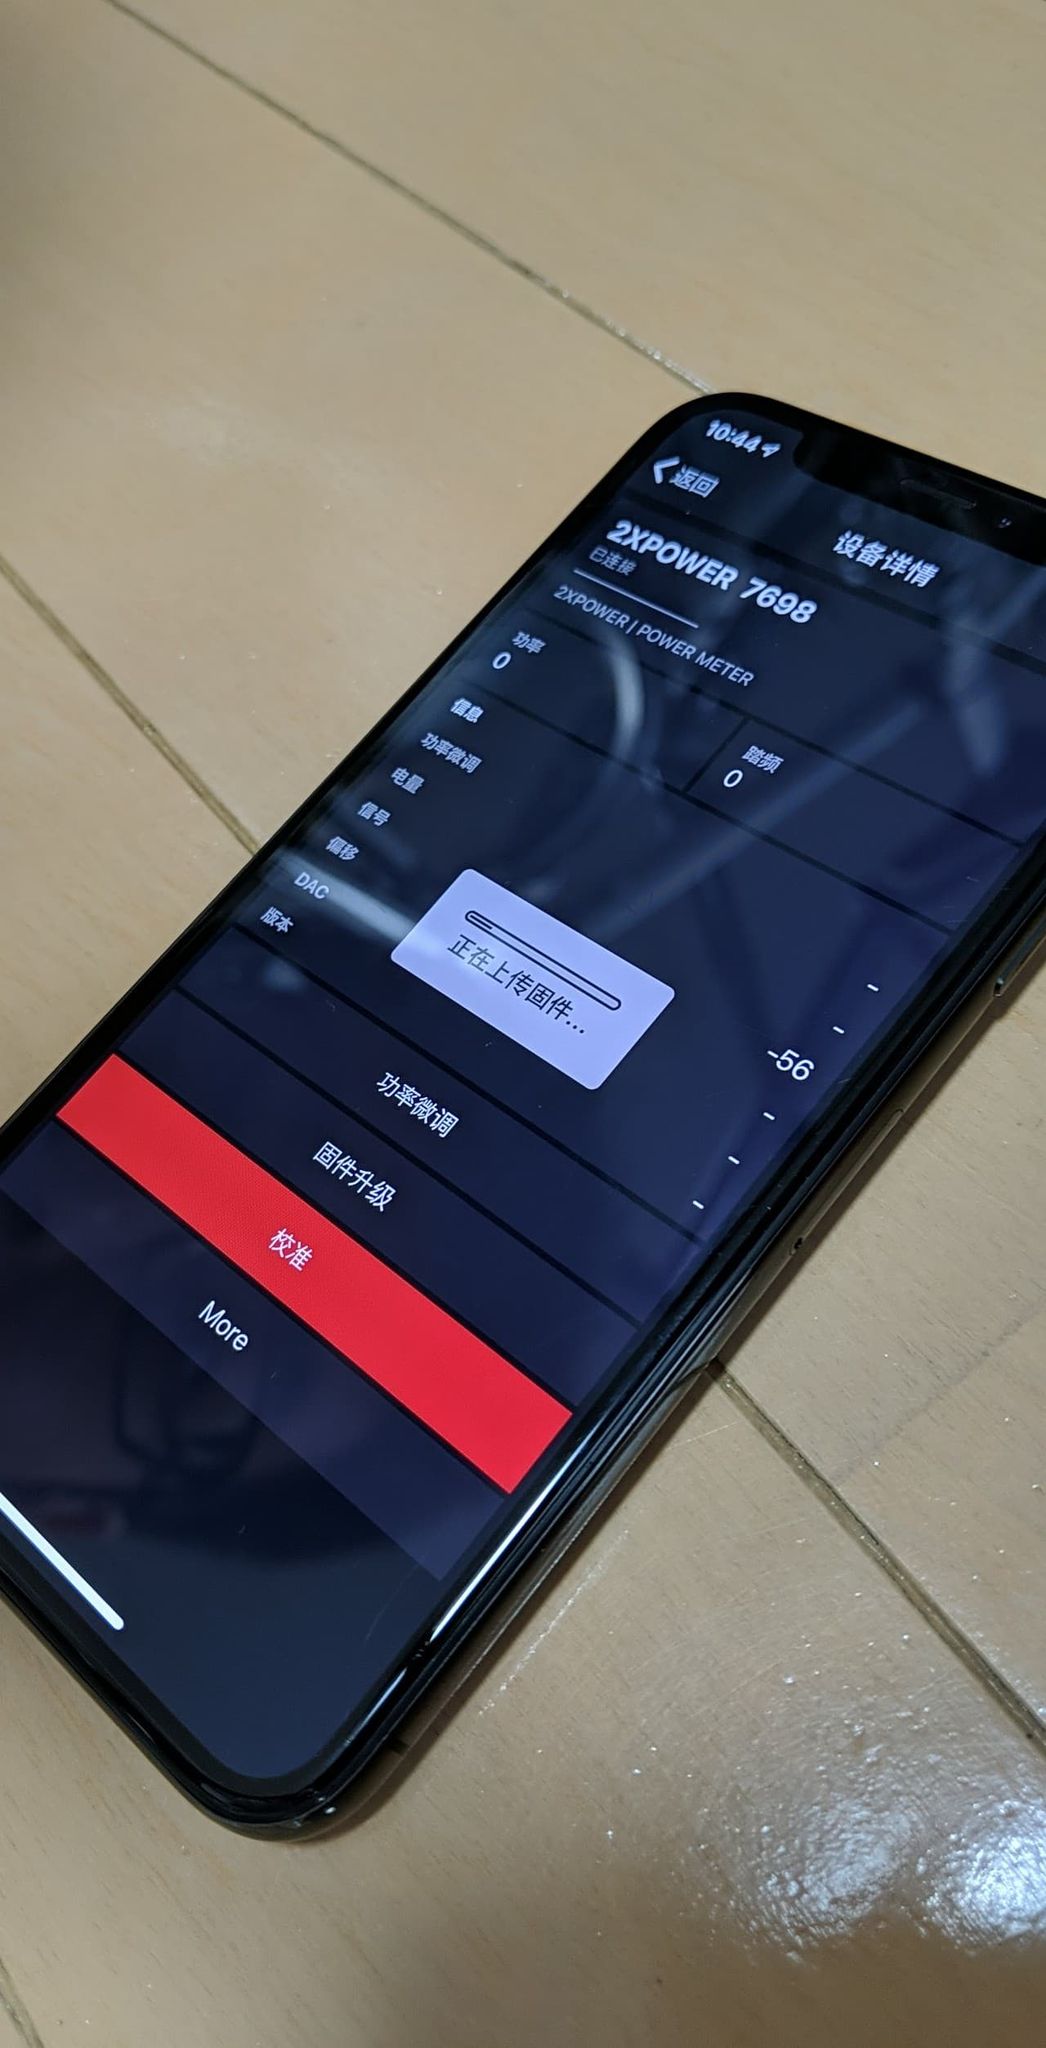 10:44
返回
设备详情
2XPOWER 7698
已连接
2XPOWER | POWER METER
功率
0
踏频
0
信息
功率微调
-
电量
-
信号
-56
偏移
-
DAC
-
版本
-
正在上传固件...
功率微调
固件升级
校准
More